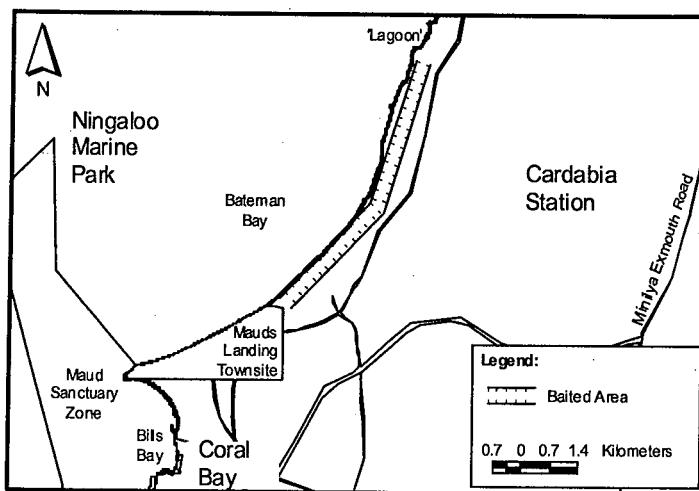 'Lagoon'
N
Ningaloo
Marine
Park
Cardabia
Station
Bateman
Bay
Minilya Exmouth Road
Mauds
Landing
Townsite
Maud
Sanctuary
Zone
Bills
Bay
Coral
Bay
Legend:
Baited Area
0.7 0 0.7 1.4 Kilometers